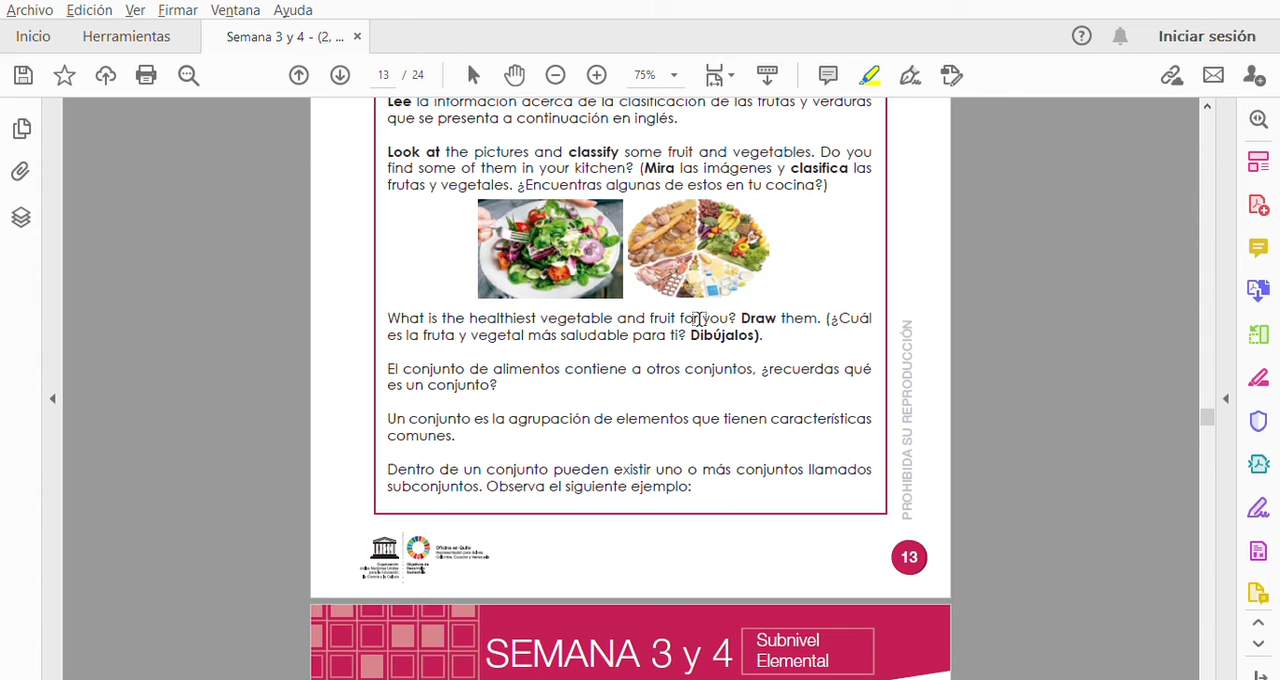 Archivo Edición Ver Firmar Ventana Ayuda
Inicio Herramientas Semana 3 y 4 - (2, ... × Iniciar sesión
13 / 24 75%
Lee la información acerca de la clasificación de las frutas y verduras
que se presenta a continuación en inglés.
Look at the pictures and classify some fruit and vegetables. Do you
find some of them in your kitchen? (Mira las imágenes y clasifica las
frutas y vegetales. ¿Encuentras algunas de estos en tu cocina?)
What is the healthiest vegetable and fruit for you? Draw them. (¿Cuál
es la fruta y vegetal más saludable para ti? Dibújalos).
El conjunto de alimentos contiene a otros conjuntos, ¿recuerdas qué
es un conjunto?
Un conjunto es la agrupación de elementos que tienen características
comunes.
Dentro de un conjunto pueden existir uno o más conjuntos llamados
subconjuntos. Observa el siguiente ejemplo:
PROHIBIDA SU REPRODUCCIÓN
Oficina en Quito
13
SEMANA 3 y 4
Subnivel
Elemental